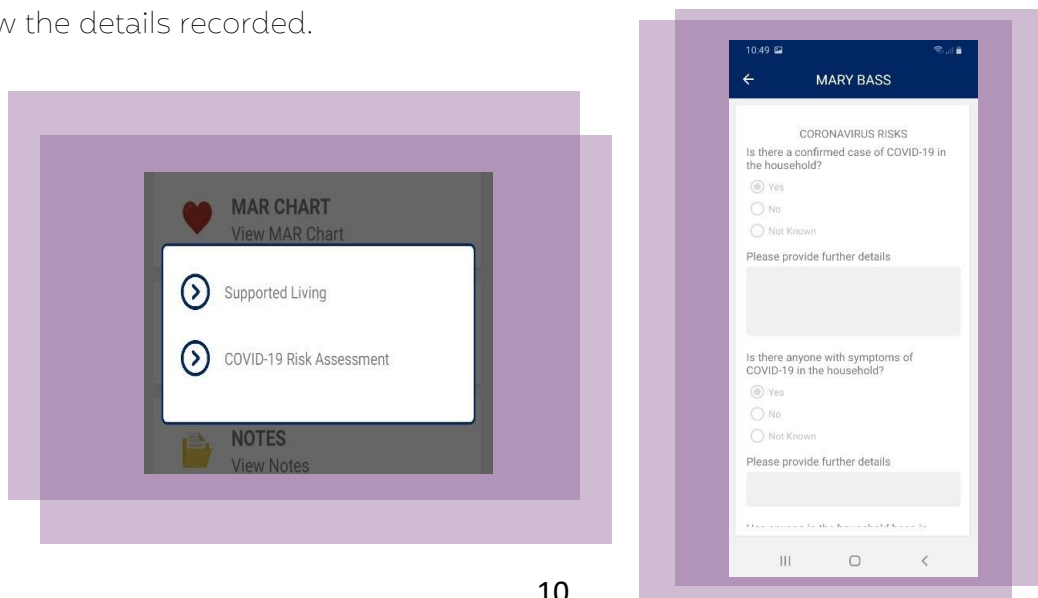 the details recorded.
MAR CHART
View MAR Chart
Supported Living
COVID-19 Risk Assessment
NOTES
View Notes
10:49
MARY BASS
CORONAVIRUS RISKS
Is there a confirmed case of COVID-19 in
the household?
Yes
No
Not Known
Please provide further details
Is there anyone with symptoms of
COVID-19 in the household?
Yes
No
Not Known
Please provide further details
10